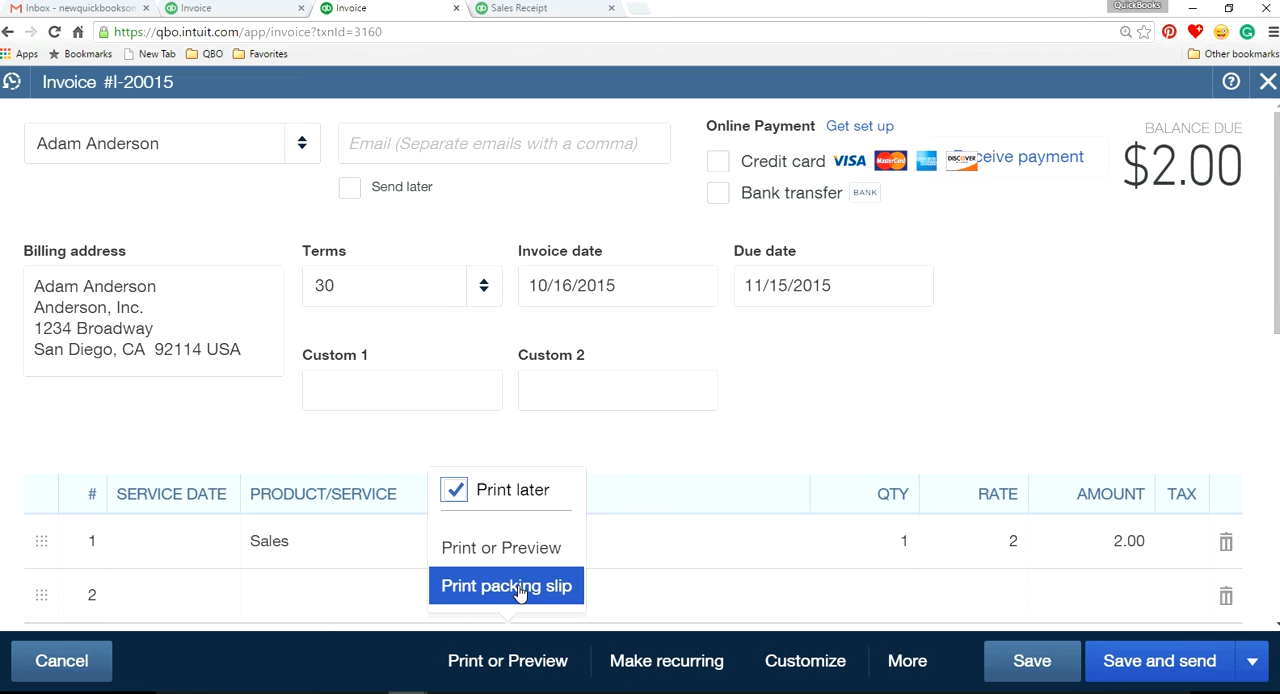 Inbox - newquickbookson
Invoice
Invoice
Sales Receipt
QuickBooks
https://qbo.intuit.com/app/invoice?txnId=3160
Apps
Bookmarks
New Tab
QBO
Favorites
Other bookmarks
Invoice #I-20015
Adam Anderson
Email (Separate emails with a comma)
Send later
Online Payment Get set up
Credit card VISA MasterCard DISCOVER
Bank transfer BANK
ceive payment
BALANCE DUE
$2.00
Billing address
Adam Anderson
Anderson, Inc.
1234 Broadway
San Diego, CA 92114 USA
Terms
30
Invoice date
10/16/2015
Due date
11/15/2015
Custom 1
Custom 2
# SERVICE DATE PRODUCT/SERVICE QTY RATE AMOUNT TAX
1 Sales 1 2 2.00
2
Print later
Print or Preview
Print packing slip
Cancel
Print or Preview
Make recurring
Customize
More
Save
Save and send